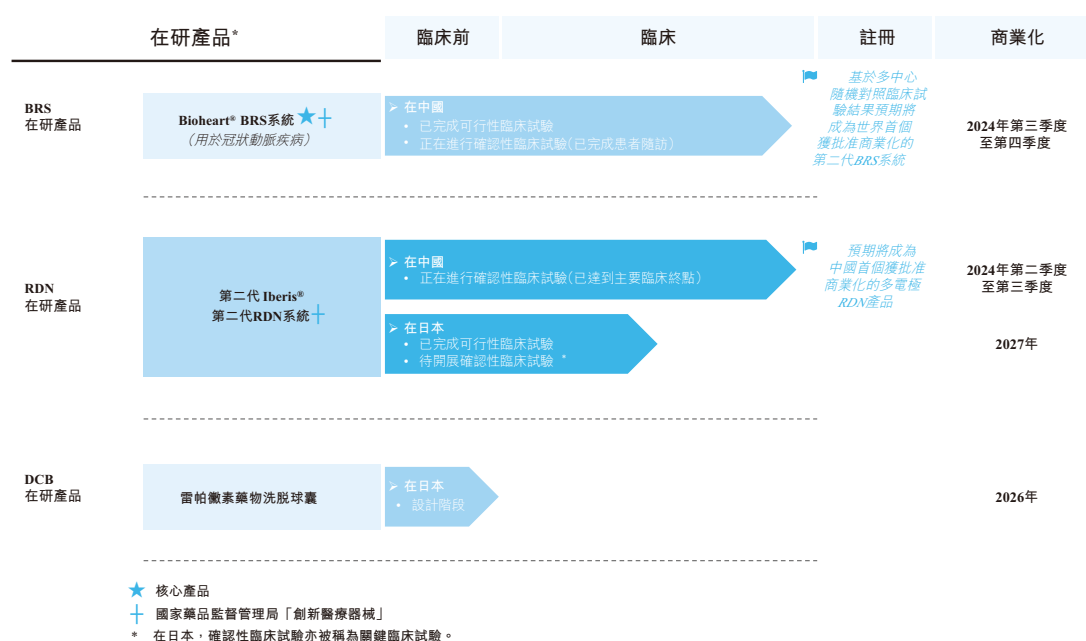 在研產品*
臨床前
臨床
註冊
商業化
BRS
在研產品
Bioheart® BRS系統
（用於冠狀動脈疾病）
➢ 在中國
• 已完成可行性臨床試驗
• 正在進行確認性臨床試驗(已完成患者隨訪)
基於多中心
隨機對照臨床試
驗結果預期將
成為世界首個
獲批准商業化的
第二代BRS系統
2024年第三季度
至第四季度
RDN
在研產品
第二代 Iberis®
第二代RDN系統
➢ 在中國
• 正在進行確認性臨床試驗(已達到主要臨床終點)
預期將成為
中國首個獲批准
商業化的多電極
RDN產品
2024年第二季度
至第三季度
➢ 在日本
• 已完成可行性臨床試驗
• 待開展確認性臨床試驗 *
2027年
DCB
在研產品
雷帕黴素藥物洗脫球囊
➢ 在日本
• 設計階段
2026年
★ 核心產品
┼ 國家藥品監督管理局「創新醫療器械」
* 在日本，確認性臨床試驗亦被稱為關鍵臨床試驗。